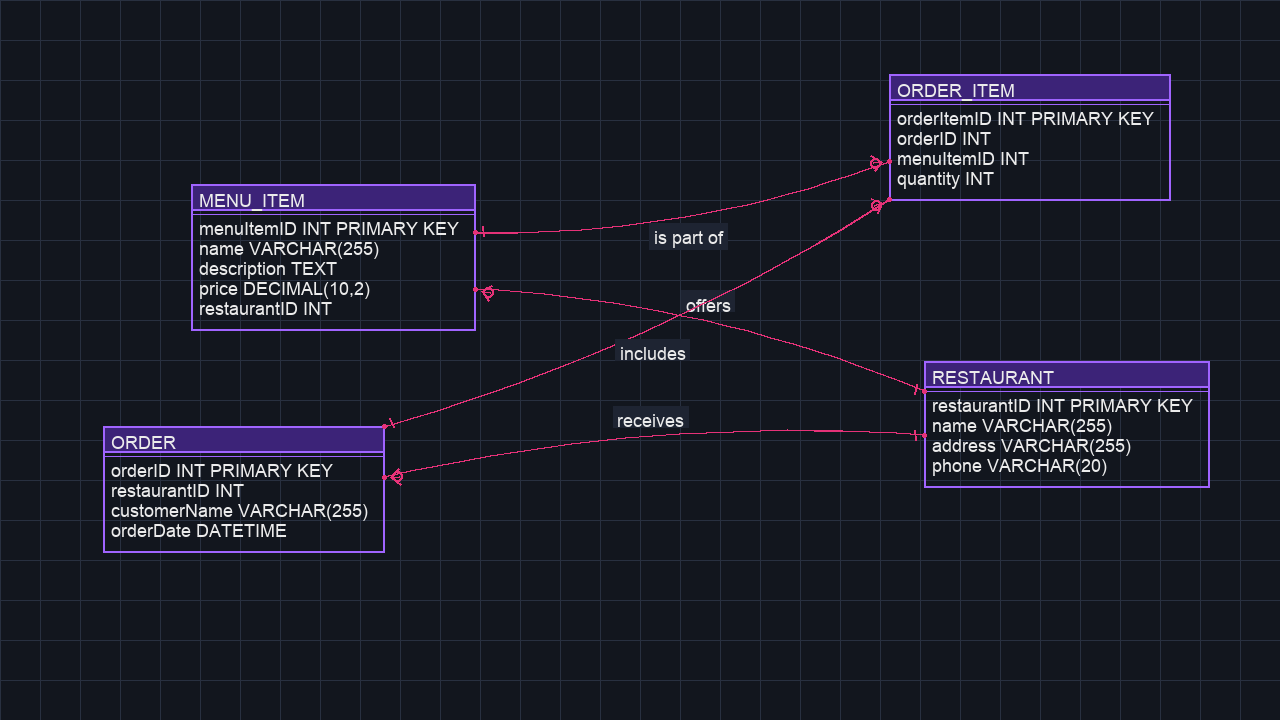 ORDER_ITEM
orderItemID INT PRIMARY KEY
orderID INT
menuItemID INT
quantity INT
MENU_ITEM
menuItemID INT PRIMARY KEY
name VARCHAR(255)
description TEXT
price DECIMAL(10,2)
restaurantID INT
is part of
offers
includes
receives
RESTAURANT
restaurantID INT PRIMARY KEY
name VARCHAR(255)
address VARCHAR(255)
phone VARCHAR(20)
ORDER
orderID INT PRIMARY KEY
restaurantID INT
customerName VARCHAR(255)
orderDate DATETIME